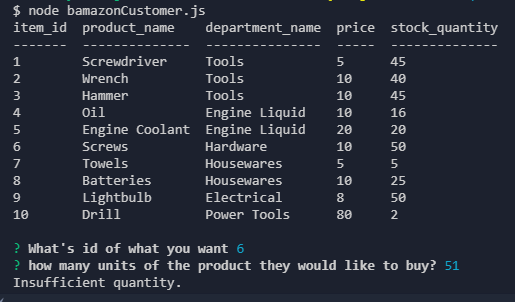 $ node bamazonCustomer.js
item_id  product_name    department_name  price  stock_quantity
-------  --------------  ---------------  -----  --------------
1        Screwdriver     Tools            5      45
2        Wrench          Tools            10     40
3        Hammer          Tools            10     45
4        Oil             Engine Liquid    10     16
5        Engine Coolant  Engine Liquid    20     20
6        Screws          Hardware         10     50
7        Towels          Housewares       5      5
8        Batteries       Housewares       10     25
9        Lightbulb       Electrical       8      50
10       Drill           Power Tools      80     2
? What's id of what you want 6
? how many units of the product they would like to buy? 51
Insufficient quantity.